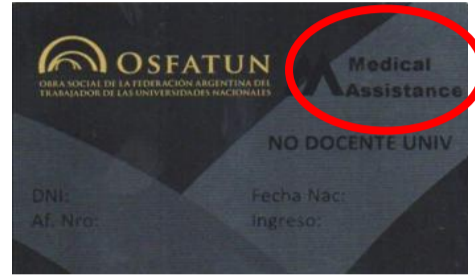 OSFATUN
OBRA SOCIAL DE LA FEDERACIÓN ARGENTINA DEL
TRABAJADOR DE LAS UNIVERSIDADES NACIONALES
Medical
Assistance
NO DOCENTE UNIV
DNI: Fecha Nac:
Af. Nro: Ingreso: